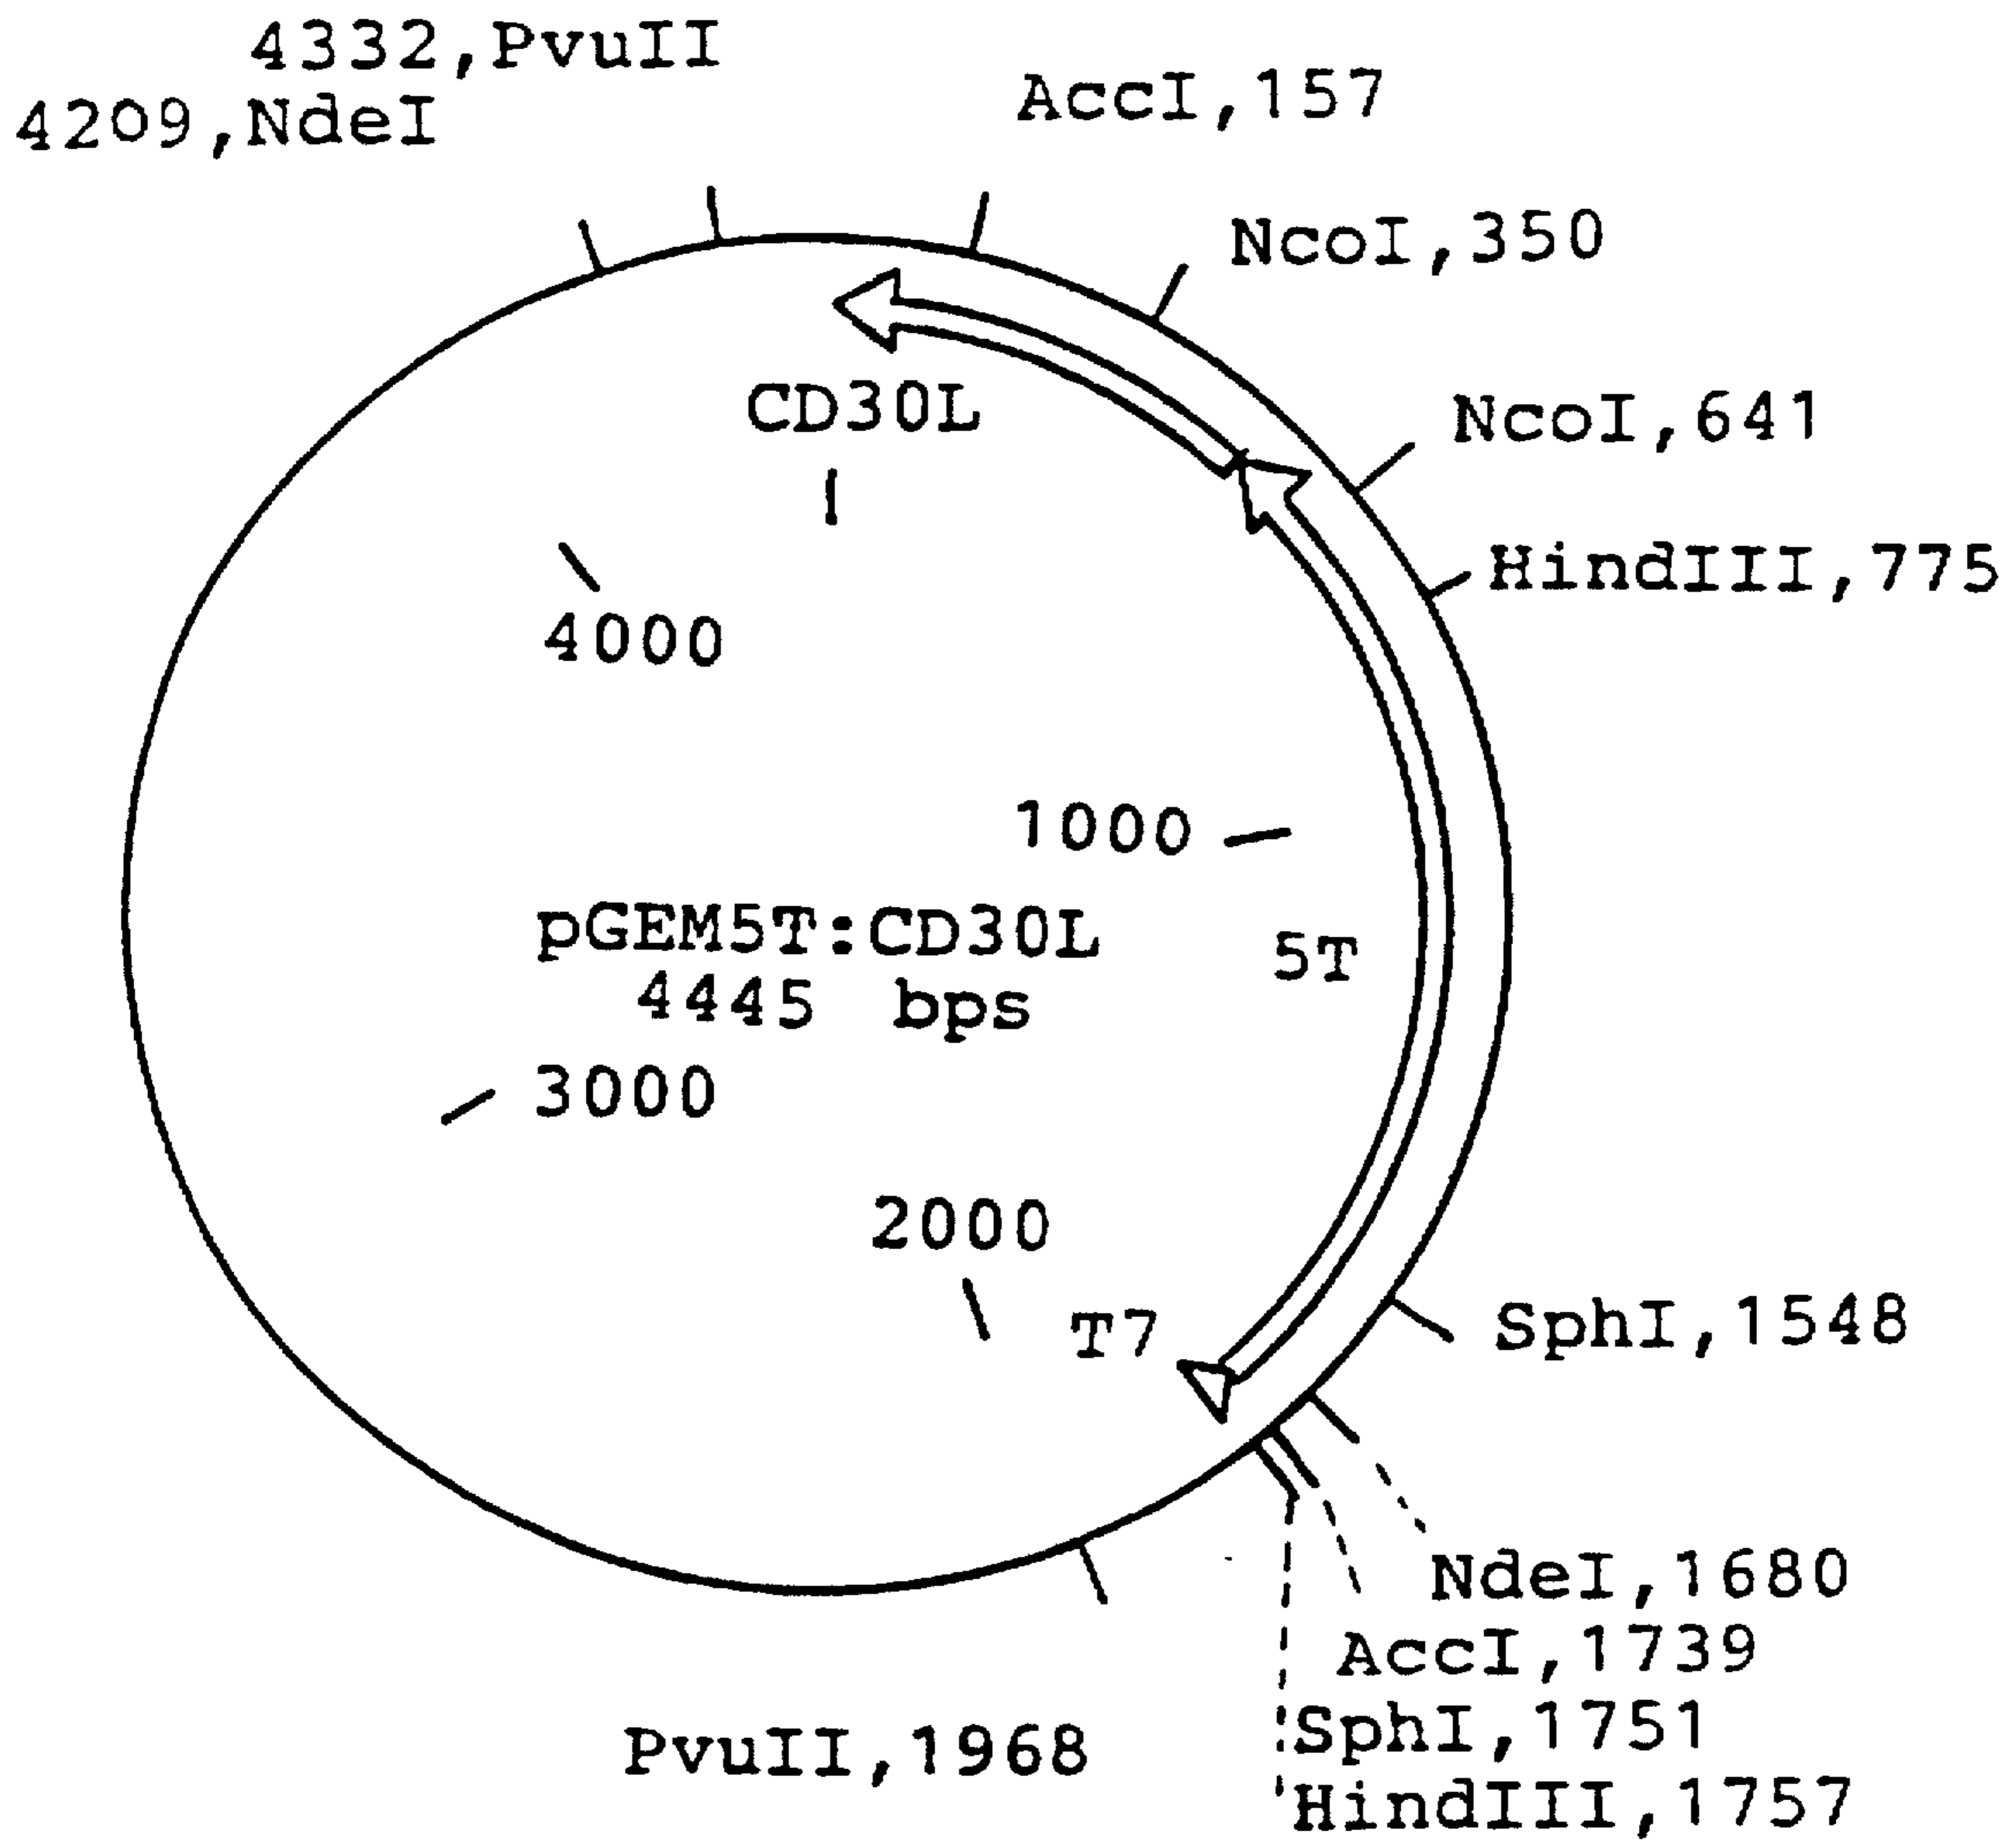 4332,PvuII
4209,NdeI
AccI,157
NcoI,350
NcoI,641
HindIII,775
CD30L
4000
1000
pGEM5T:CD30L
4445 bps
5T
3000
2000
T7
SphI,1548
NdeI,1680
AccI,1739
SphI,1751
HindIII,1757
PvuII,1968